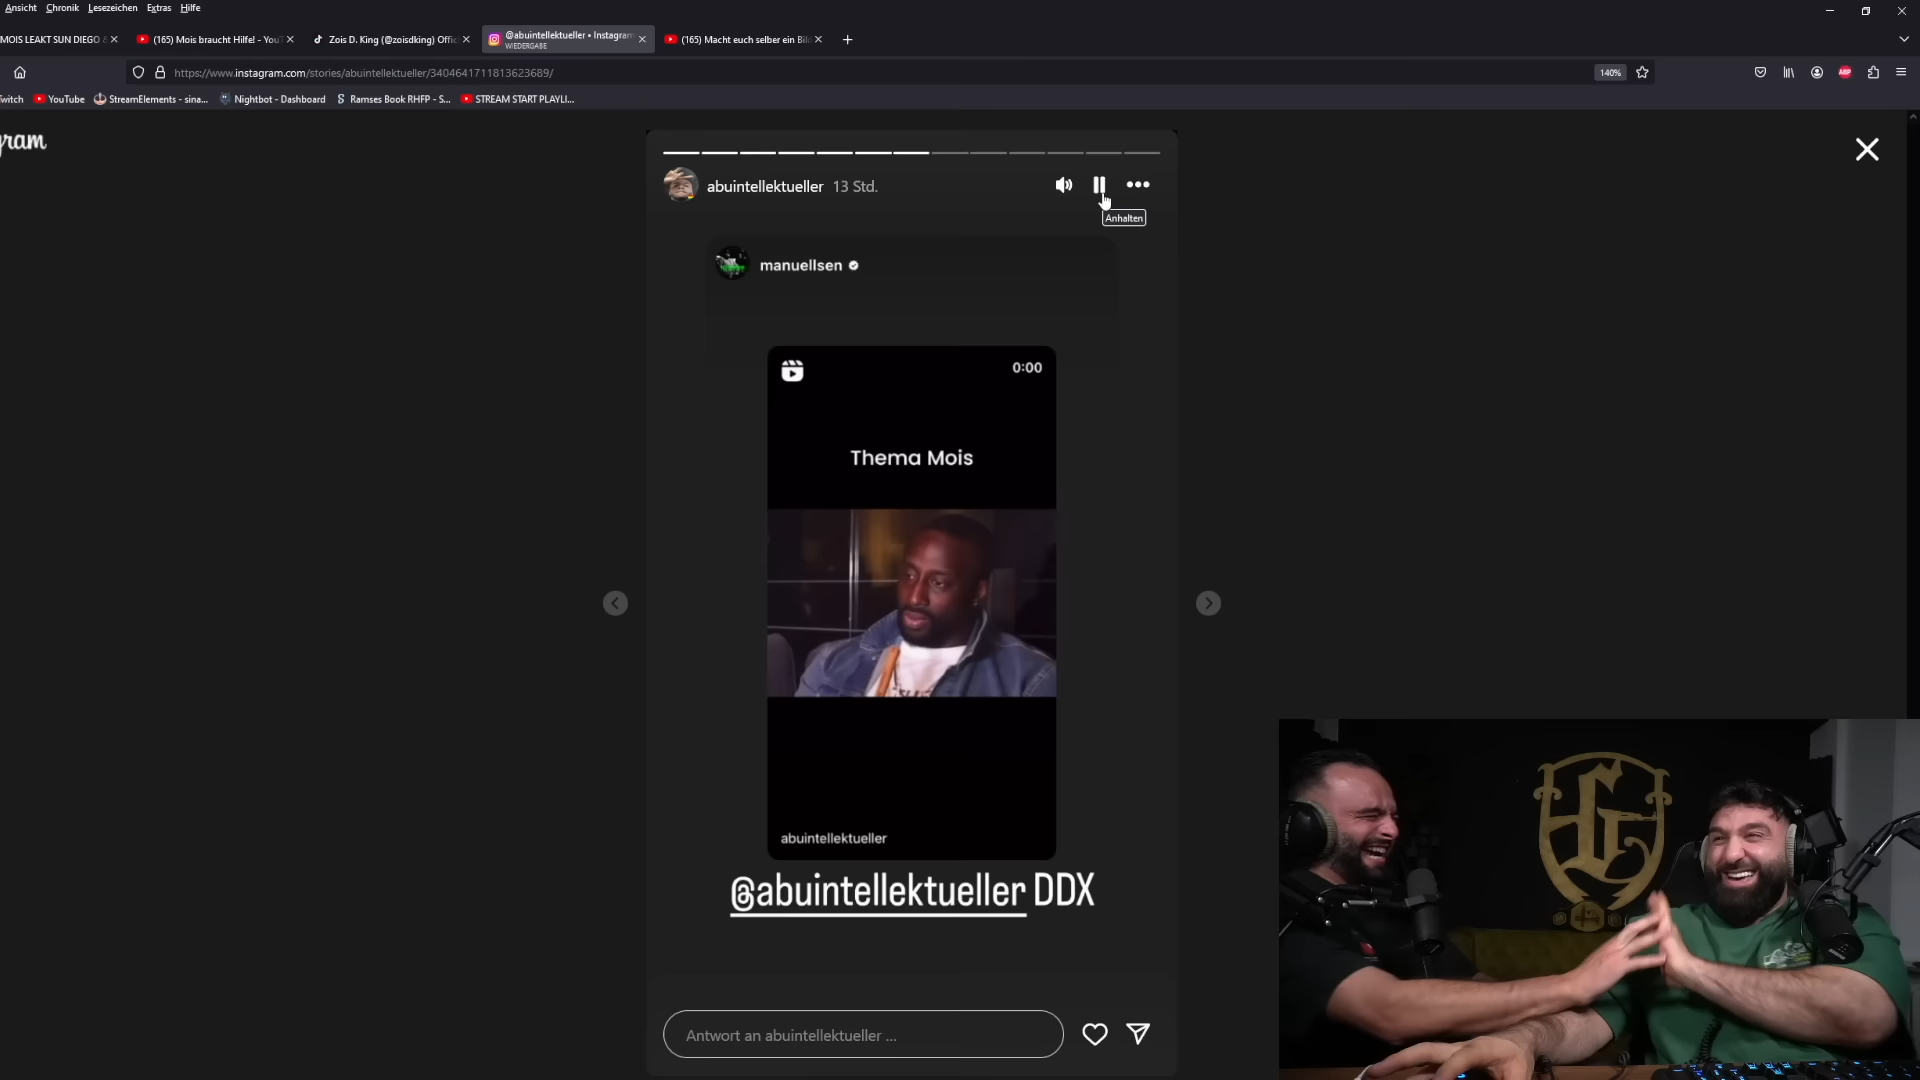 Ansicht Chronik Lesezeichen Extras Hilfe
MOIS LEAKT SUN DIEGO
(165) Mois braucht Hilfe! - YouT
Zois D. King (@zoisdking) Offic
@abuintellektueller • Instagram
WIEDERGABE
(165) Macht euch selber ein Bil
https://www.instagram.com/stories/abuintellektueller/3404641711813623689/
140%
ABP
witch
YouTube
StreamElements - sina...
Nightbot - Dashboard
Ramses Book RHFP - S...
STREAM START PLAYLI...
gram
abuintellektueller 13 Std.
Anhalten
manuellsen
0:00
Thema Mois
abuintellektueller
@abuintellektueller DDX
Antwort an abuintellektueller ...